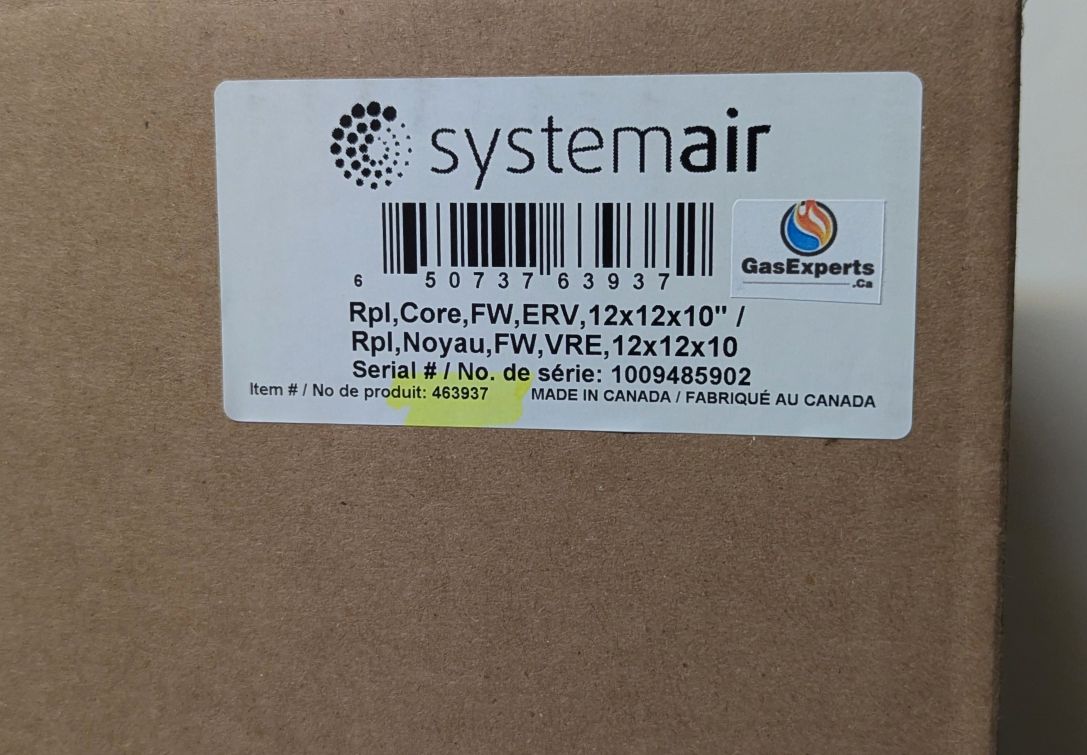 systemair
6 50737 63937
GasExperts
.Ca
Rpl,Core,FW,ERV,12x12x10" /
Rpl,Noyau,FW,VRE,12x12x10
Serial # / No. de série: 1009485902
Item # / No de produit: 463937 MADE IN CANADA / FABRIQUÉ AU CANADA